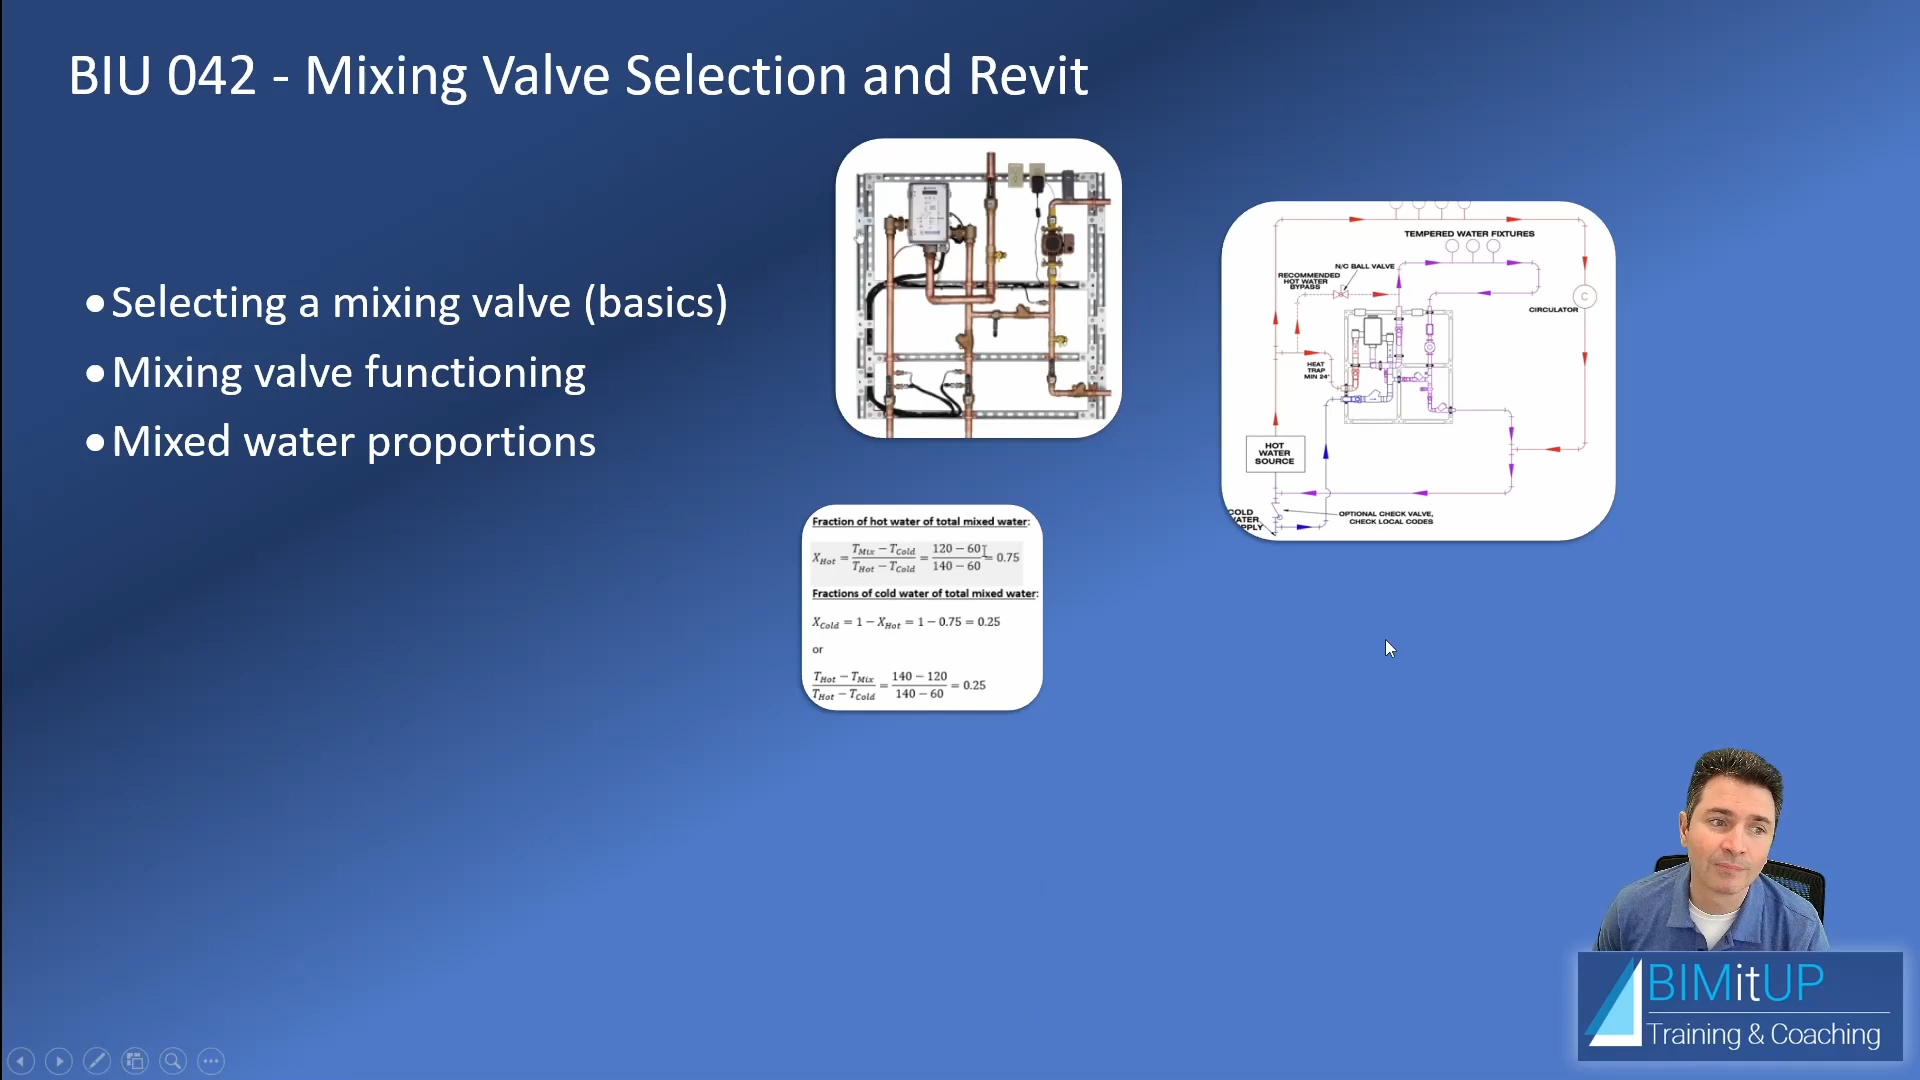 BIU 042 - Mixing Valve Selection and Revit
•Selecting a mixing valve (basics)
•Mixing valve functioning
•Mixed water proportions
TEMPERED WATER FIXTURES
N/C BALL VALVE
RECOMMENDED
HOT WATER
BYPASS
C
CIRCULATOR
HEAT
TRAP
MIN 24"
HOT
WATER
SOURCE
COLD
WATER
PPLY
OPTIONAL CHECK VALVE,
CHECK LOCAL CODES
Fraction of hot water of total mixed water:
X_Hot = (T_Mix − T_Cold)/(T_Hot − T_Cold) = (120 − 60)/(140 − 60) = 0.75
Fractions of cold water of total mixed water:
X_Cold = 1 − X_Hot = 1 − 0.75 = 0.25
or
(T_Hot − T_Mix)/(T_Hot − T_Cold) = (140 − 120)/(140 − 60) = 0.25
BIMitUP
Training & Coaching